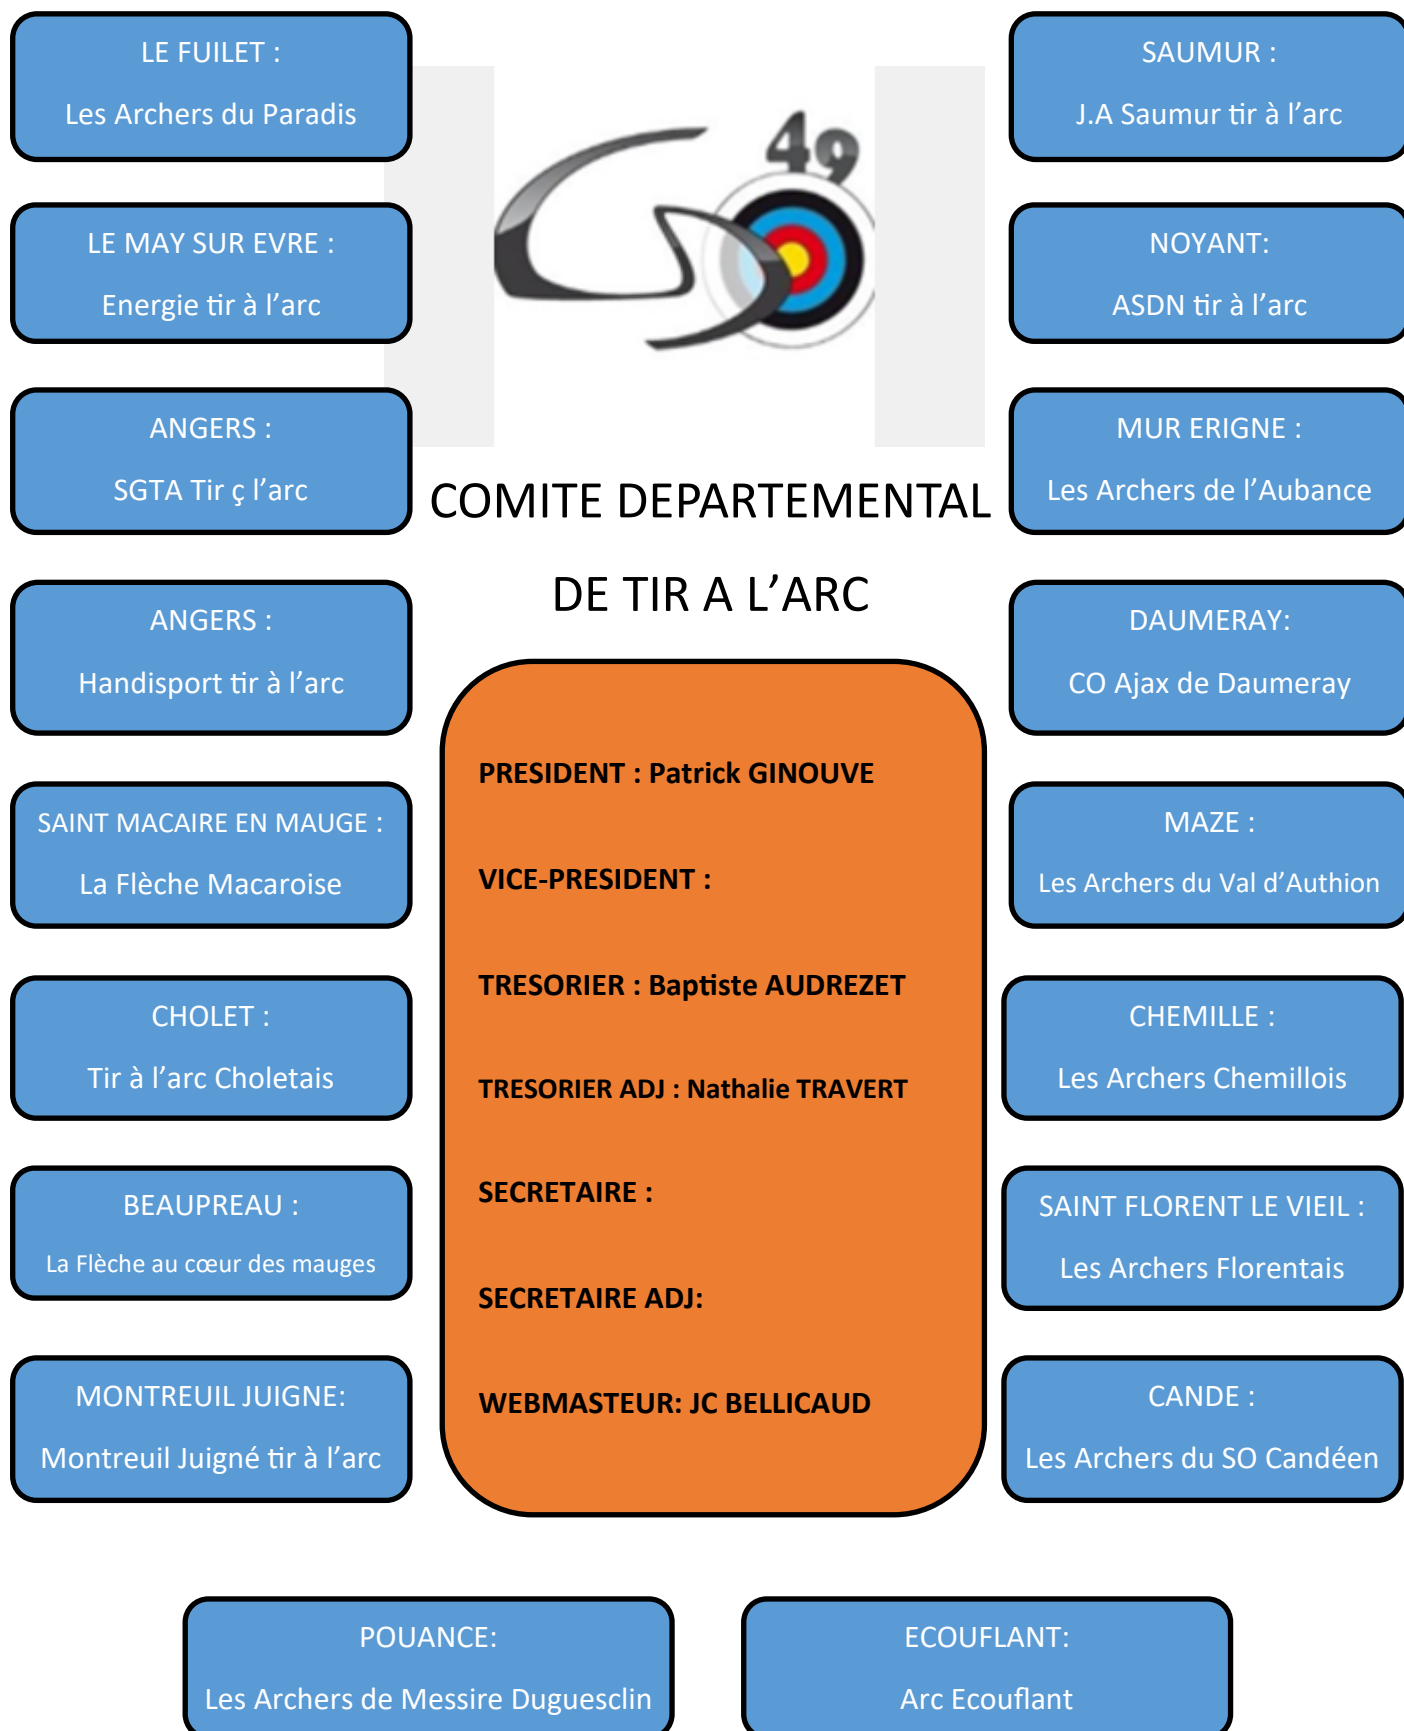 LE FUILET :
Les Archers du Paradis
LE MAY SUR EVRE :
Energie tir à l’arc
ANGERS :
SGTA Tir ç l’arc
ANGERS :
Handisport tir à l’arc
SAINT MACAIRE EN MAUGE :
La Flèche Macaroise
CHOLET :
Tir à l’arc Choletais
BEAUPREAU :
La Flèche au cœur des mauges
MONTREUIL JUIGNE:
Montreuil Juigné tir à l’arc
49
COMITE DEPARTEMENTAL
DE TIR A L’ARC
PRESIDENT : Patrick GINOUVE
VICE-PRESIDENT :
TRESORIER : Baptiste AUDREZET
TRESORIER ADJ : Nathalie TRAVERT
SECRETAIRE :
SECRETAIRE ADJ:
WEBMASTEUR: JC BELLICAUD
SAUMUR :
J.A Saumur tir à l’arc
NOYANT:
ASDN tir à l’arc
MUR ERIGNE :
Les Archers de l’Aubance
DAUMERAY:
CO Ajax de Daumeray
MAZE :
Les Archers du Val d’Authion
CHEMILLE :
Les Archers Chemillois
SAINT FLORENT LE VIEIL :
Les Archers Florentais
CANDE :
Les Archers du SO Candéen
POUANCE:
Les Archers de Messire Duguesclin
ECOUFLANT:
Arc Ecouflant